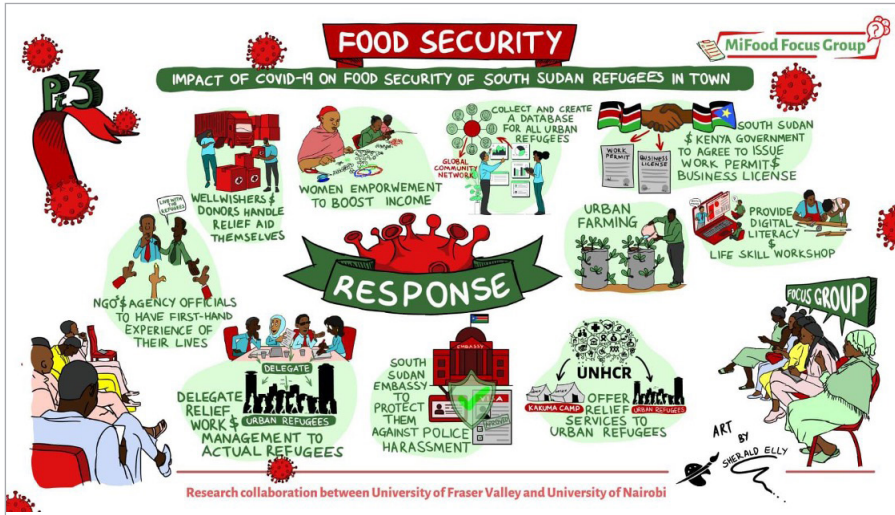 FOOD SECURITY
MiFood Focus Group
IMPACT OF COVID-19 ON FOOD SECURITY OF SOUTH SUDAN REFUGEES IN TOWN
Pt3
WELLWISHERS $
DONORS HANDLE
RELIEF AID
THEMSELVES
WOMEN EMPORWEMENT
TO BOOST INCOME
COLLECT AND CREATE
A DATABASE
FOR ALL URBAN
REFUGEES
GLOBAL
COMMUNITY
NETWORK
WORK
PERMIT
BUSINESS
LICENSE
SOUTH SUDAN
$ KENYA GOVERNMENT
TO AGREE TO ISSUE
WORK PERMIT $
BUSINESS LICENSE
LIVE WITH
THE
REFUGEES
NGO'$ AGENCY OFFICIALS
TO HAVE FIRST-HAND
EXPERIENCE OF
THEIR LIVES
RESPONSE
URBAN
FARMING
PROVIDE
DIGITAL
LITERACY
$
LIFE SKILL WORKSHOP
DELEGATE
URBAN REFUGEES
DELEGATE
RELIEF
WORK $
MANAGEMENT TO
ACTUAL REFUGEES
EMBASSY
SOUTH
SUDAN
EMBASSY
TO
PROTECT
THEM
AGAINST POLICE
HARASSMENT
UNHCR
KAKUMA CAMP
URBAN REFUGEES
OFFER
RELIEF
SERVICES TO
URBAN REFUGEES
FOCUS GROUP
ART
BY
SHERALD ELLY
Research collaboration between University of Fraser Valley and University of Nairobi